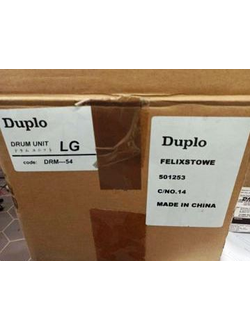 Duplo
DRUM UNIT LG
code: DRM-54
Duplo
FELIXSTOWE
501253
C/NO.14
MADE IN CHINA